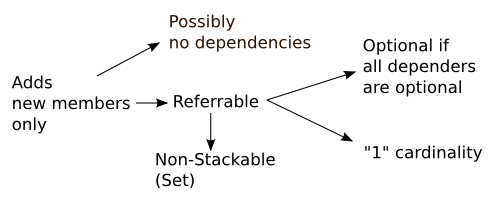 Possibly
no dependencies
Optional if
all dependers
are optional
Adds
new members
only
Referrable
"1" cardinality
Non-Stackable
(Set)